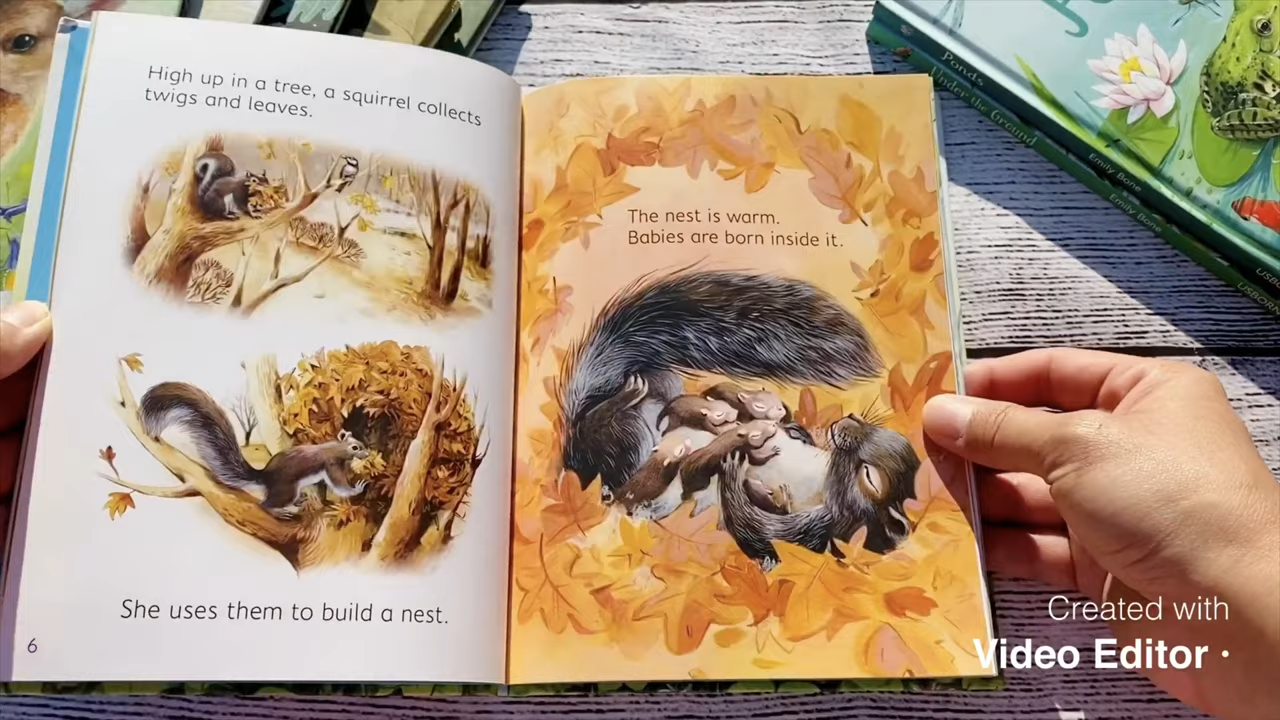 High up in a tree, a squirrel collects
twigs and leaves.
She uses them to build a nest.
6
The nest is warm.
Babies are born inside it.
Ponds
Emily Bone
Under the Ground
Emily Bone
Created with
Video Editor